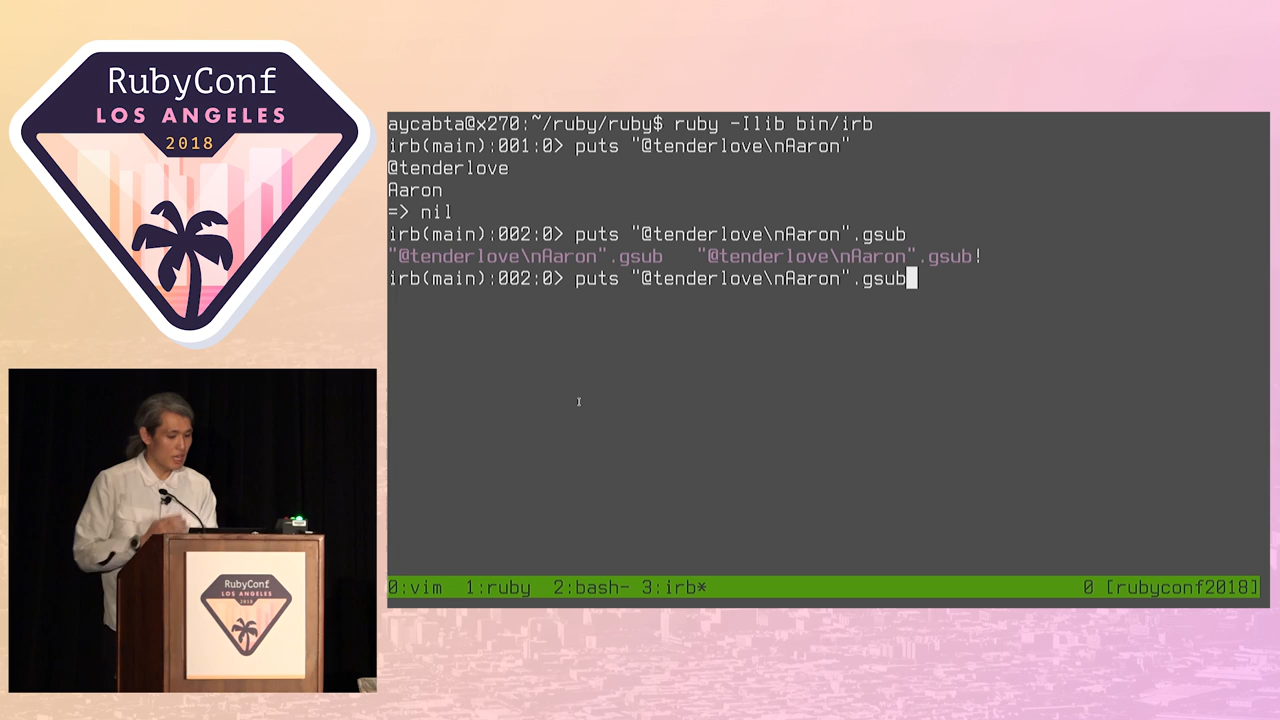 RubyConf
LOS ANGELES
2018
aycabta@x270:~/ruby/ruby$ ruby -Ilib bin/irb
irb(main):001:0> puts "@tenderlove\nAaron"
@tenderlove
Aaron
=> nil
irb(main):002:0> puts "@tenderlove\nAaron".gsub
"@tenderlove\nAaron".gsub   "@tenderlove\nAaron".gsub!
irb(main):002:0> puts "@tenderlove\nAaron".gsub
0:vim  1:ruby  2:bash- 3:irb*
0 [rubyconf2018]
RubyConf
LOS ANGELES
2018